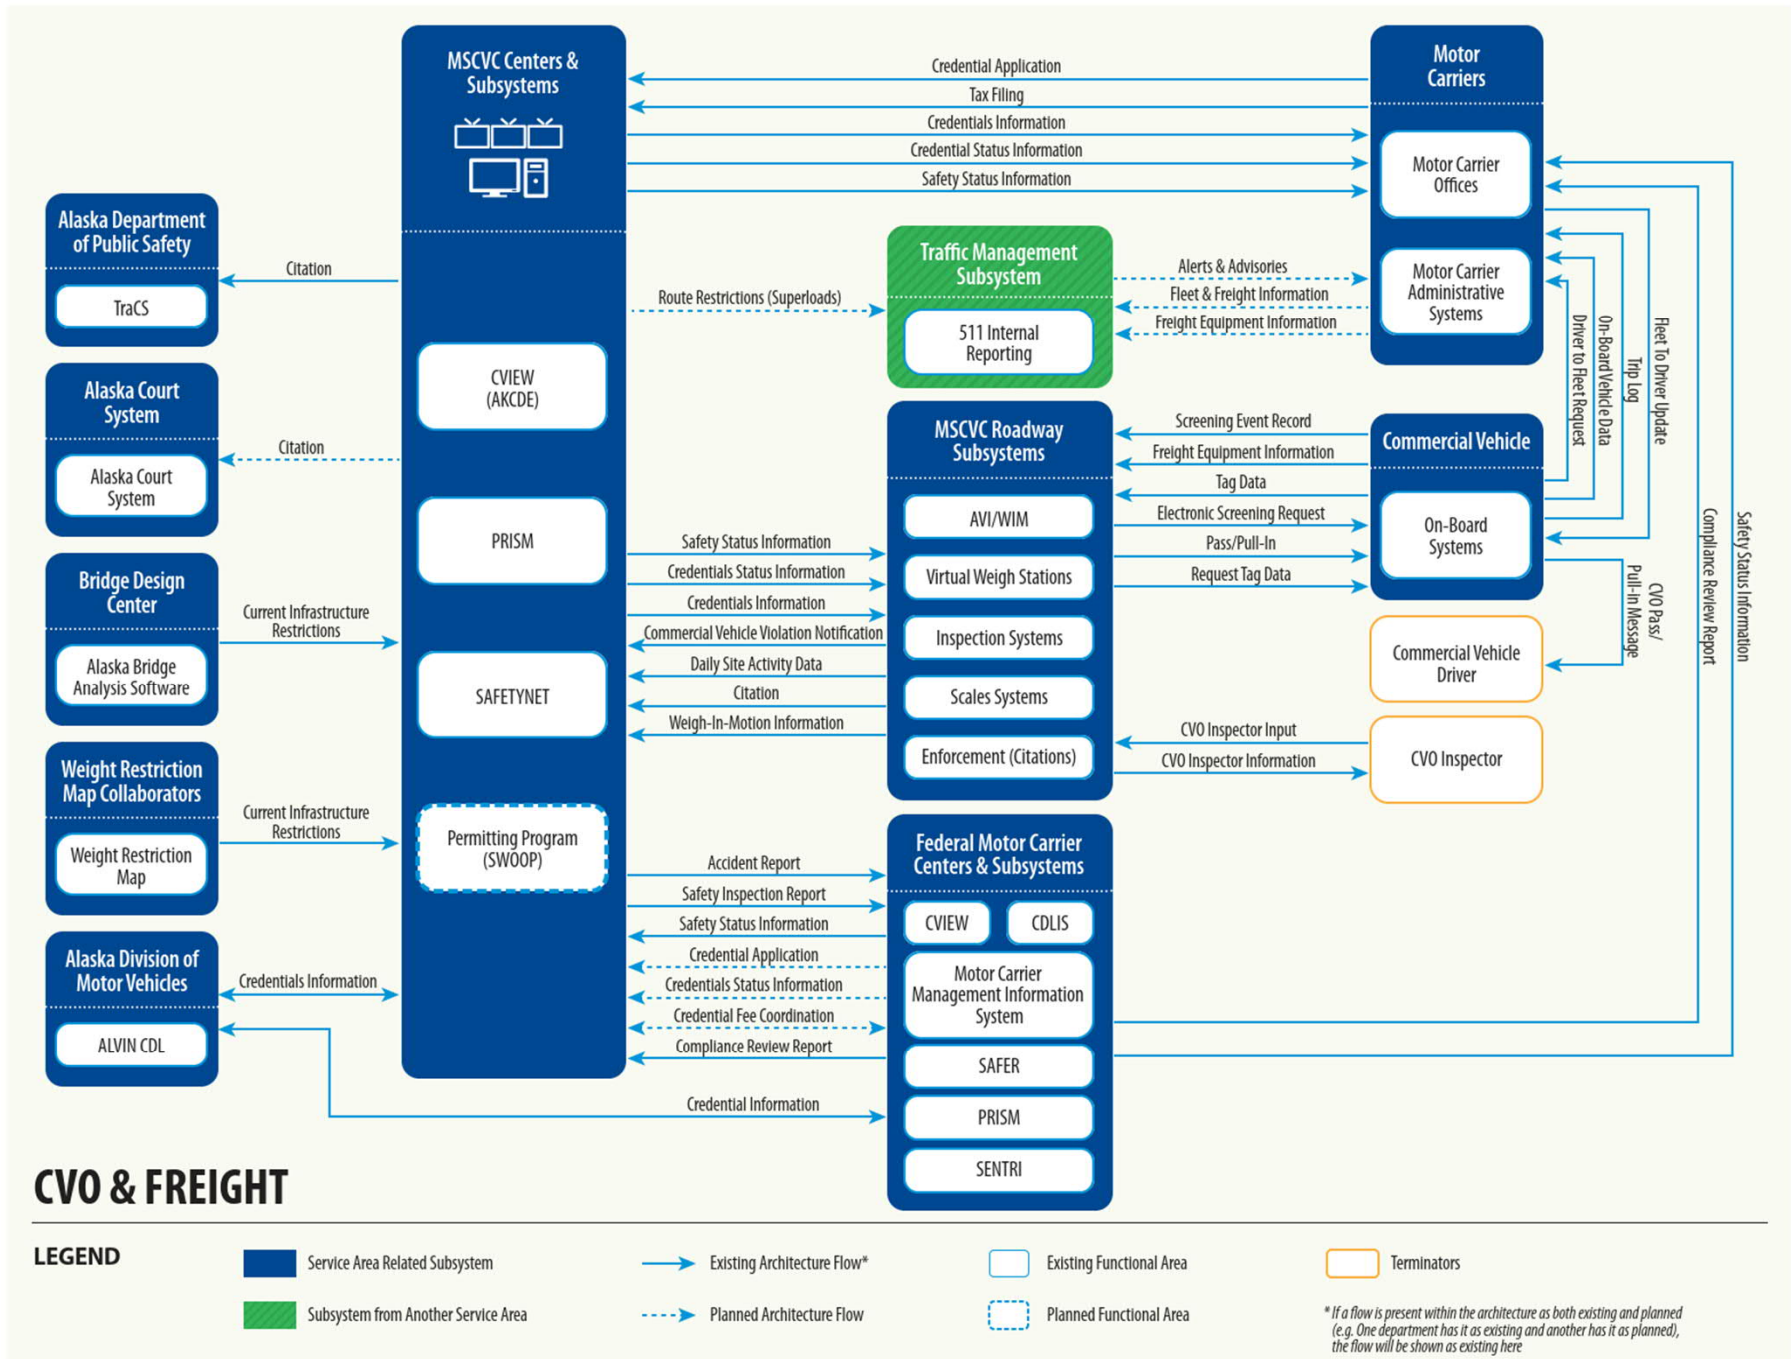 MSCVC Centers &
Subsystems
CVIEW
(AKCDE)
PRISM
SAFETYNET
Permitting Program
(SWOOP)
Alaska Department
of Public Safety
TraCS
Citation
Alaska Court
System
Alaska Court
System
Citation
Bridge Design
Center
Alaska Bridge
Analysis Software
Current Infrastructure
Restrictions
Weight Restriction
Map Collaborators
Weight Restriction
Map
Current Infrastructure
Restrictions
Alaska Division of
Motor Vehicles
ALVIN CDL
Credentials Information
Credential Application
Tax Filing
Credentials Information
Credential Status Information
Safety Status Information
Motor
Carriers
Motor Carrier
Offices
Motor Carrier
Administrative
Systems
Route Restrictions (Superloads)
Traffic Management
Subsystem
511 Internal
Reporting
Alerts & Advisories
Fleet & Freight Information
Freight Equipment Information
MSCVC Roadway
Subsystems
AVI/WIM
Virtual Weigh Stations
Inspection Systems
Scales Systems
Enforcement (Citations)
Safety Status Information
Credentials Status Information
Credentials Information
Commercial Vehicle Violation Notification
Daily Site Activity Data
Citation
Weigh-In-Motion Information
Screening Event Record
Freight Equipment Information
Tag Data
Electronic Screening Request
Pass/Pull-In
Request Tag Data
Commercial Vehicle
On-Board
Systems
Driver to Fleet Request
On-Board Vehicle Data
Trip Log
Fleet To Driver Update
CVO Pass/
Pull-In Message
Compliance Review Report
Safety Status Information
Commercial Vehicle
Driver
CVO Inspector Input
CVO Inspector Information
CVO Inspector
Federal Motor Carrier
Centers & Subsystems
CVIEW
CDLIS
Motor Carrier
Management Information
System
SAFER
PRISM
SENTRI
Accident Report
Safety Inspection Report
Safety Status Information
Credential Application
Credentials Status Information
Credential Fee Coordination
Compliance Review Report
Credential Information
CVO & FREIGHT
LEGEND
Service Area Related Subsystem
Subsystem from Another Service Area
Existing Architecture Flow*
Planned Architecture Flow
Existing Functional Area
Planned Functional Area
Terminators
* If a flow is present within the architecture as both existing and planned
(e.g. One department has it as existing and another has it as planned),
the flow will be shown as existing here